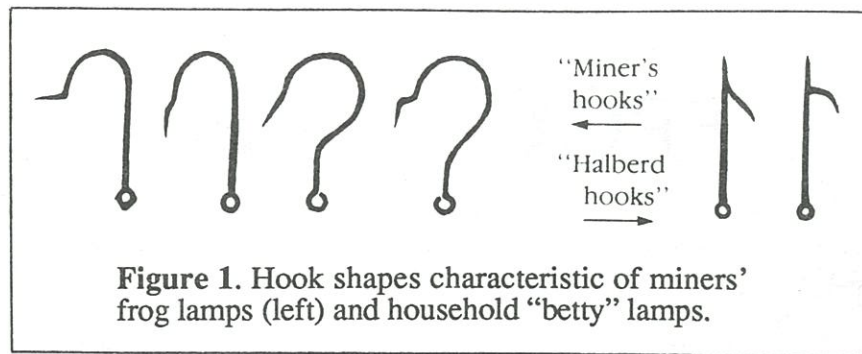 “Miner's
hooks”
“Halberd
hooks”
Figure 1. Hook shapes characteristic of miners'
frog lamps (left) and household “betty” lamps.